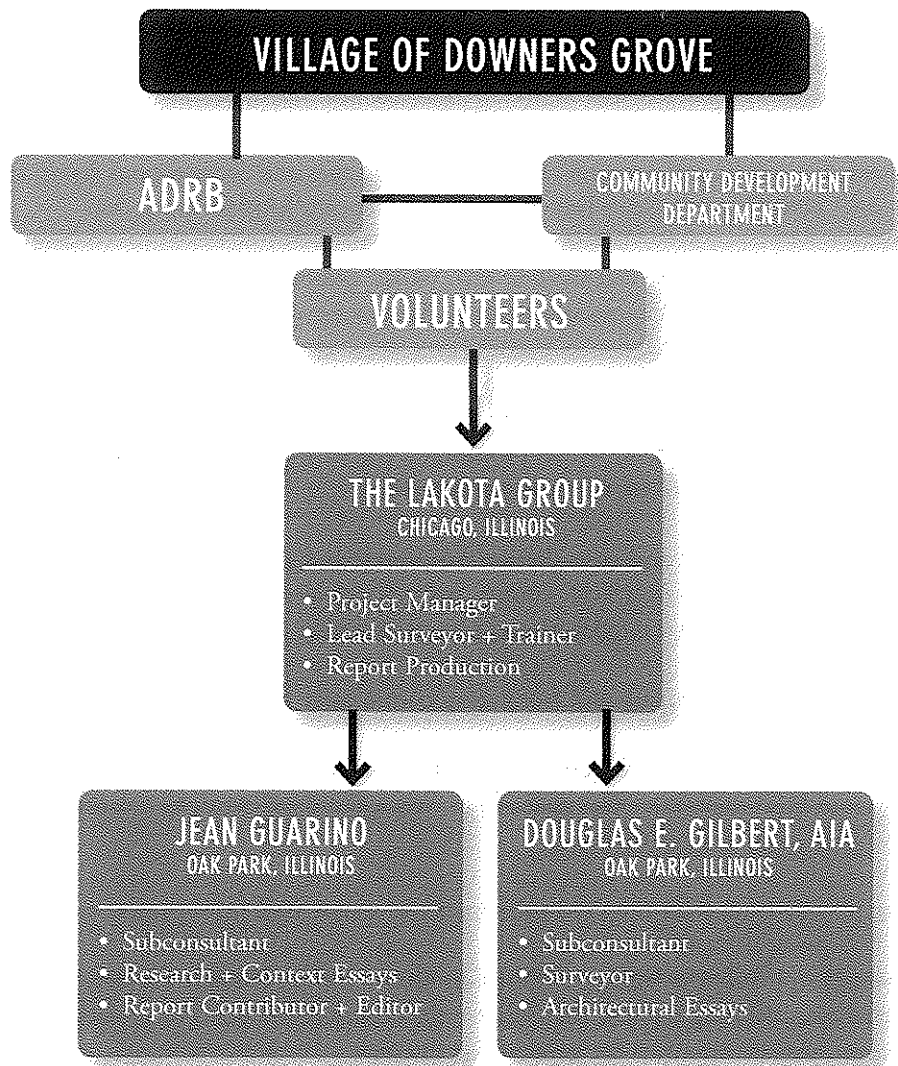 VILLAGE OF DOWNERS GROVE
ADRB
COMMUNITY DEVELOPMENT
DEPARTMENT
VOLUNTEERS
THE LAKOTA GROUP
CHICAGO, ILLINOIS
• Project Manager
• Lead Surveyor + Trainer
• Report Production
JEAN GUARINO
OAK PARK, ILLINOIS
• Subconsultant
• Research + Context Essays
• Report Contributor + Editor
DOUGLAS E. GILBERT, AIA
OAK PARK, ILLINOIS
• Subconsultant
• Surveyor
• Architectural Essays